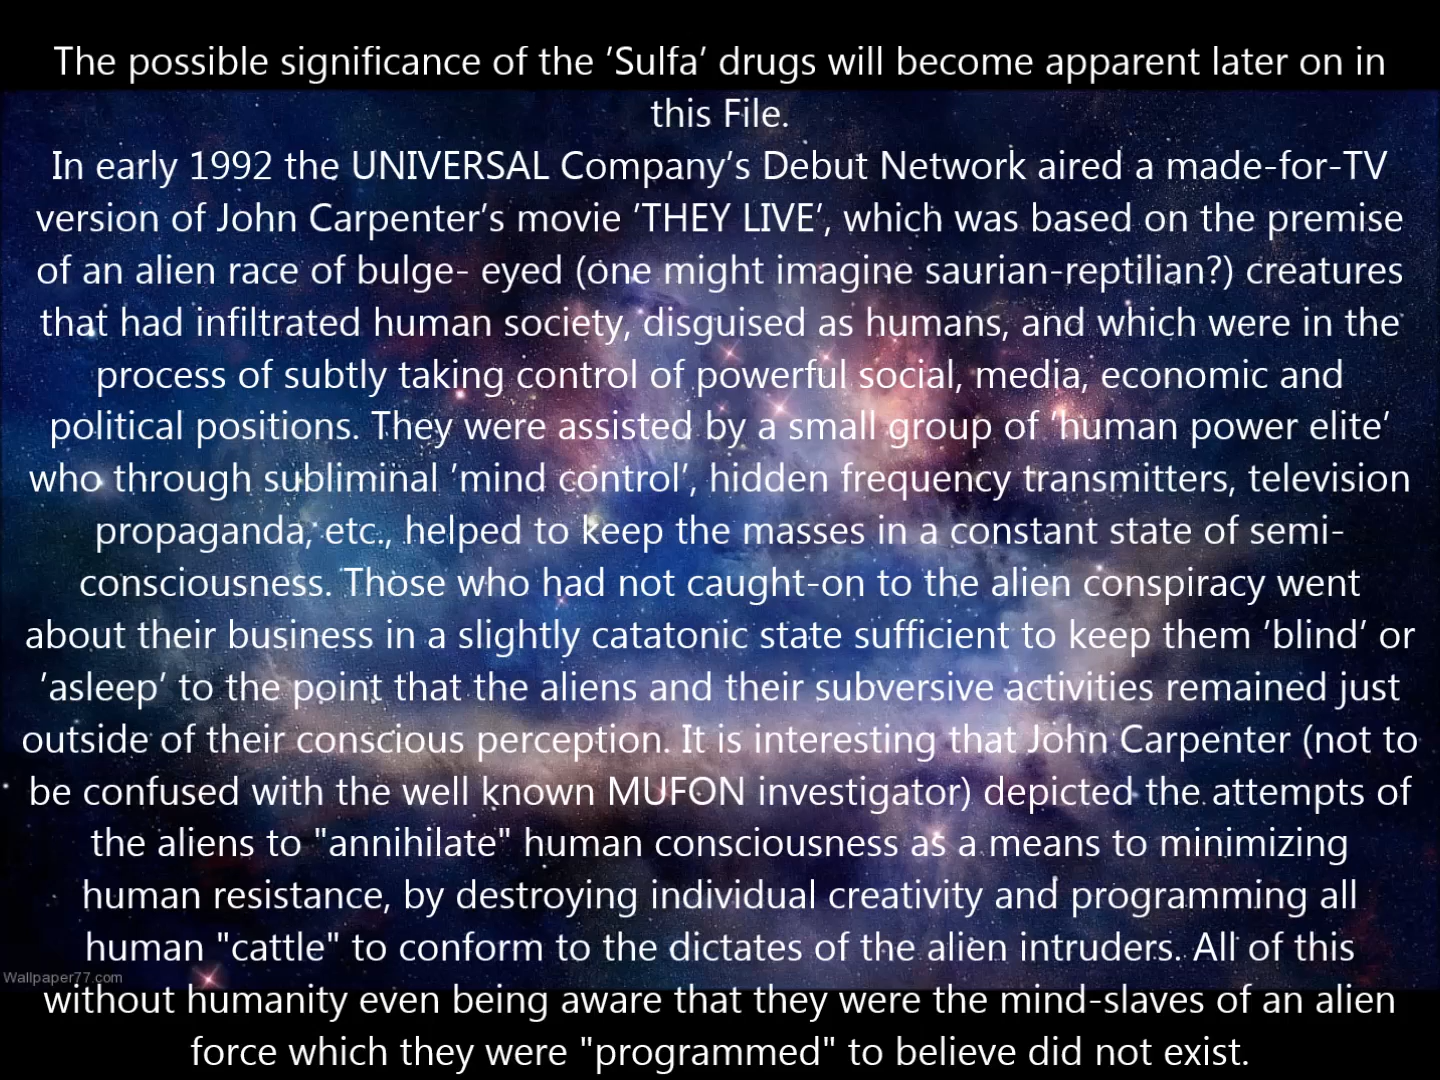 The possible significance of the ’Sulfa’ drugs will become apparent later on in
this File.
In early 1992 the UNIVERSAL Company’s Debut Network aired a made-for-TV
version of John Carpenter’s movie ’THEY LIVE’, which was based on the premise
of an alien race of bulge- eyed (one might imagine saurian-reptilian?) creatures
that had infiltrated human society, disguised as humans, and which were in the
process of subtly taking control of powerful social, media, economic and
political positions. They were assisted by a small group of ’human power elite’
who through subliminal ’mind control’, hidden frequency transmitters, television
propaganda, etc., helped to keep the masses in a constant state of semi-
consciousness. Those who had not caught-on to the alien conspiracy went
about their business in a slightly catatonic state sufficient to keep them ’blind’ or
’asleep’ to the point that the aliens and their subversive activities remained just
outside of their conscious perception. It is interesting that John Carpenter (not to
be confused with the well known MUFON investigator) depicted the attempts of
the aliens to "annihilate" human consciousness as a means to minimizing
human resistance, by destroying individual creativity and programming all
human "cattle" to conform to the dictates of the alien intruders. All of this
Wallpaper77.com
without humanity even being aware that they were the mind-slaves of an alien
force which they were "programmed" to believe did not exist.